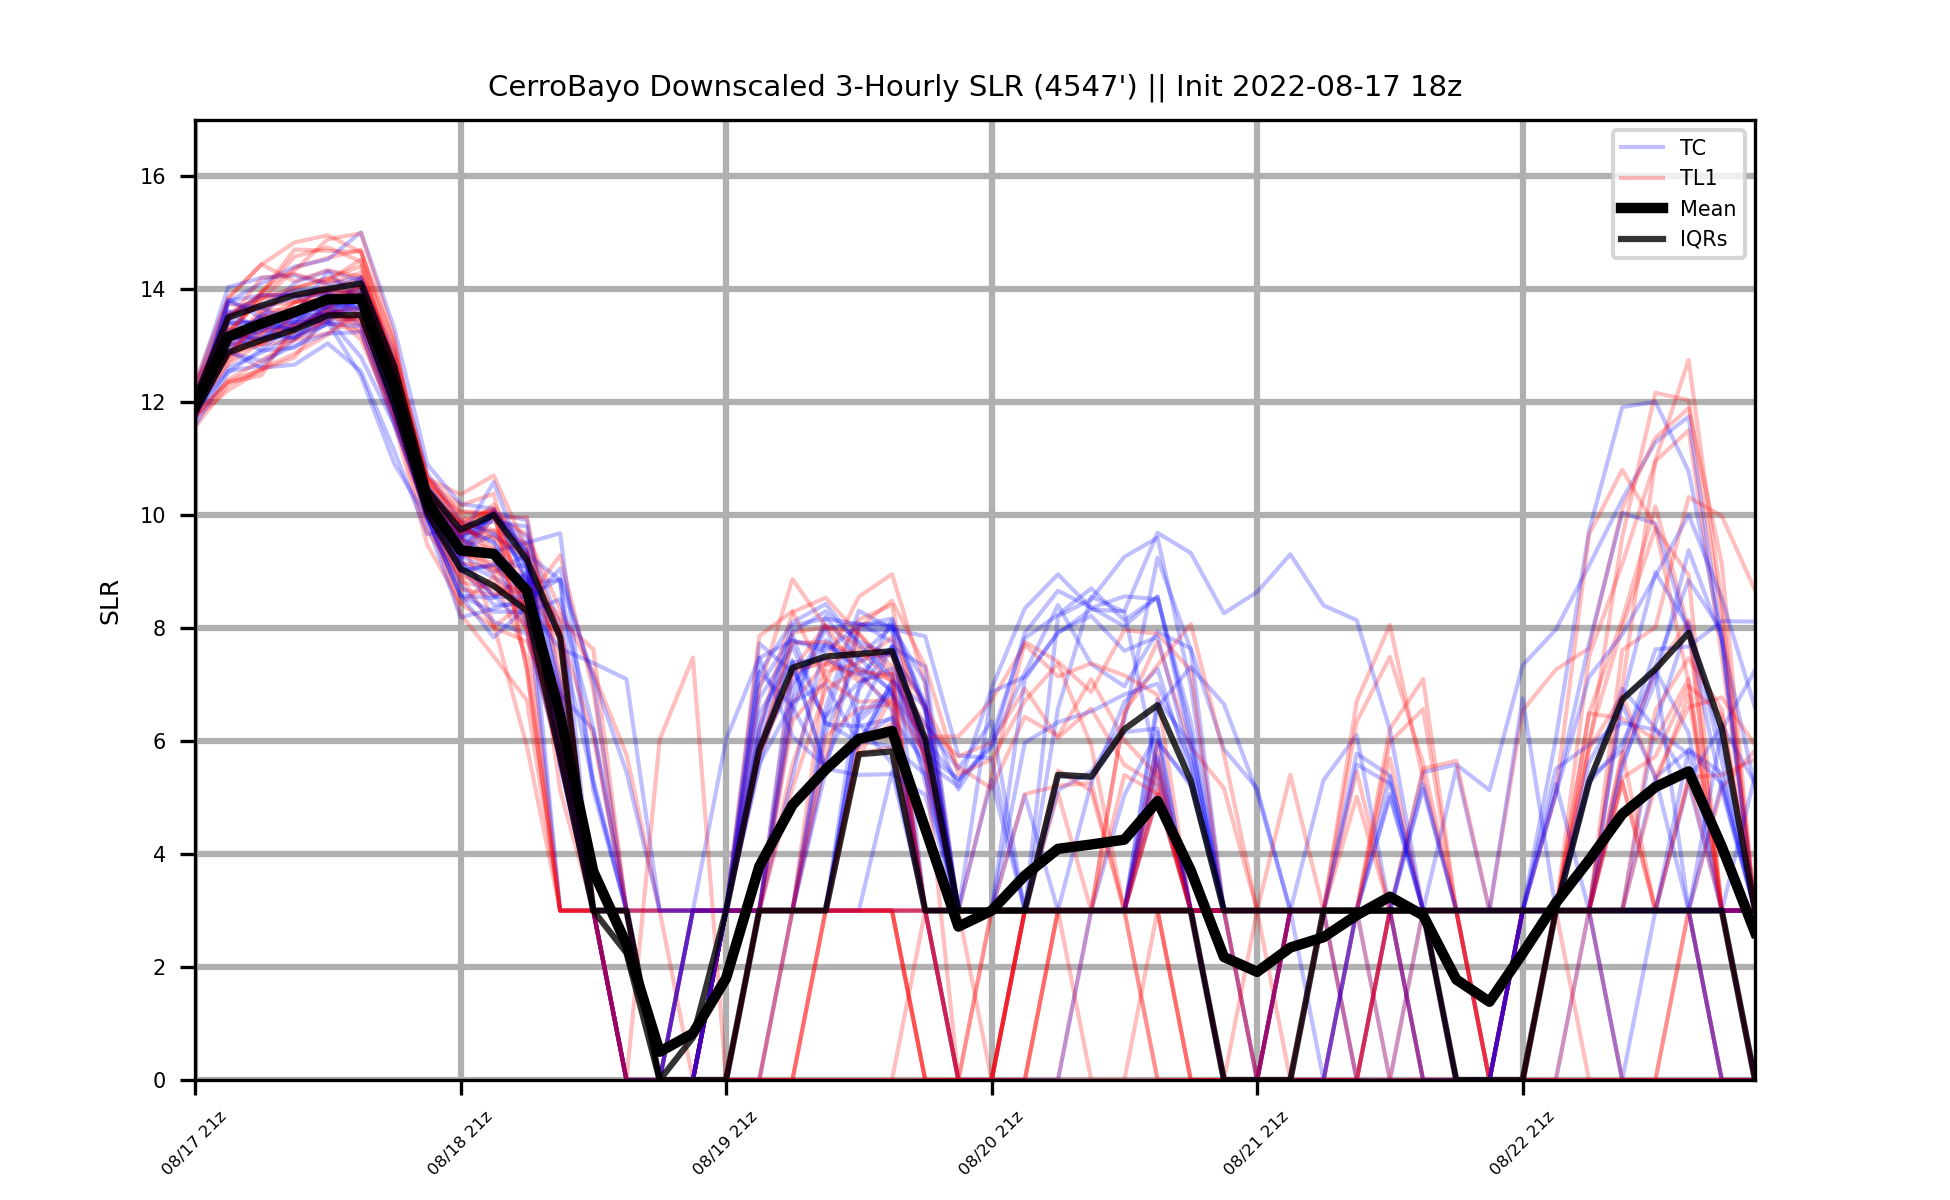 CerroBayo Downscaled 3-Hourly SLR (4547') || Init 2022-08-17 18z
TC
TL1
Mean
IQRs
SLR
16
14
12
10
8
6
4
2
0
08/17 21z
08/18 21z
08/19 21z
08/20 21z
08/21 21z
08/22 21z